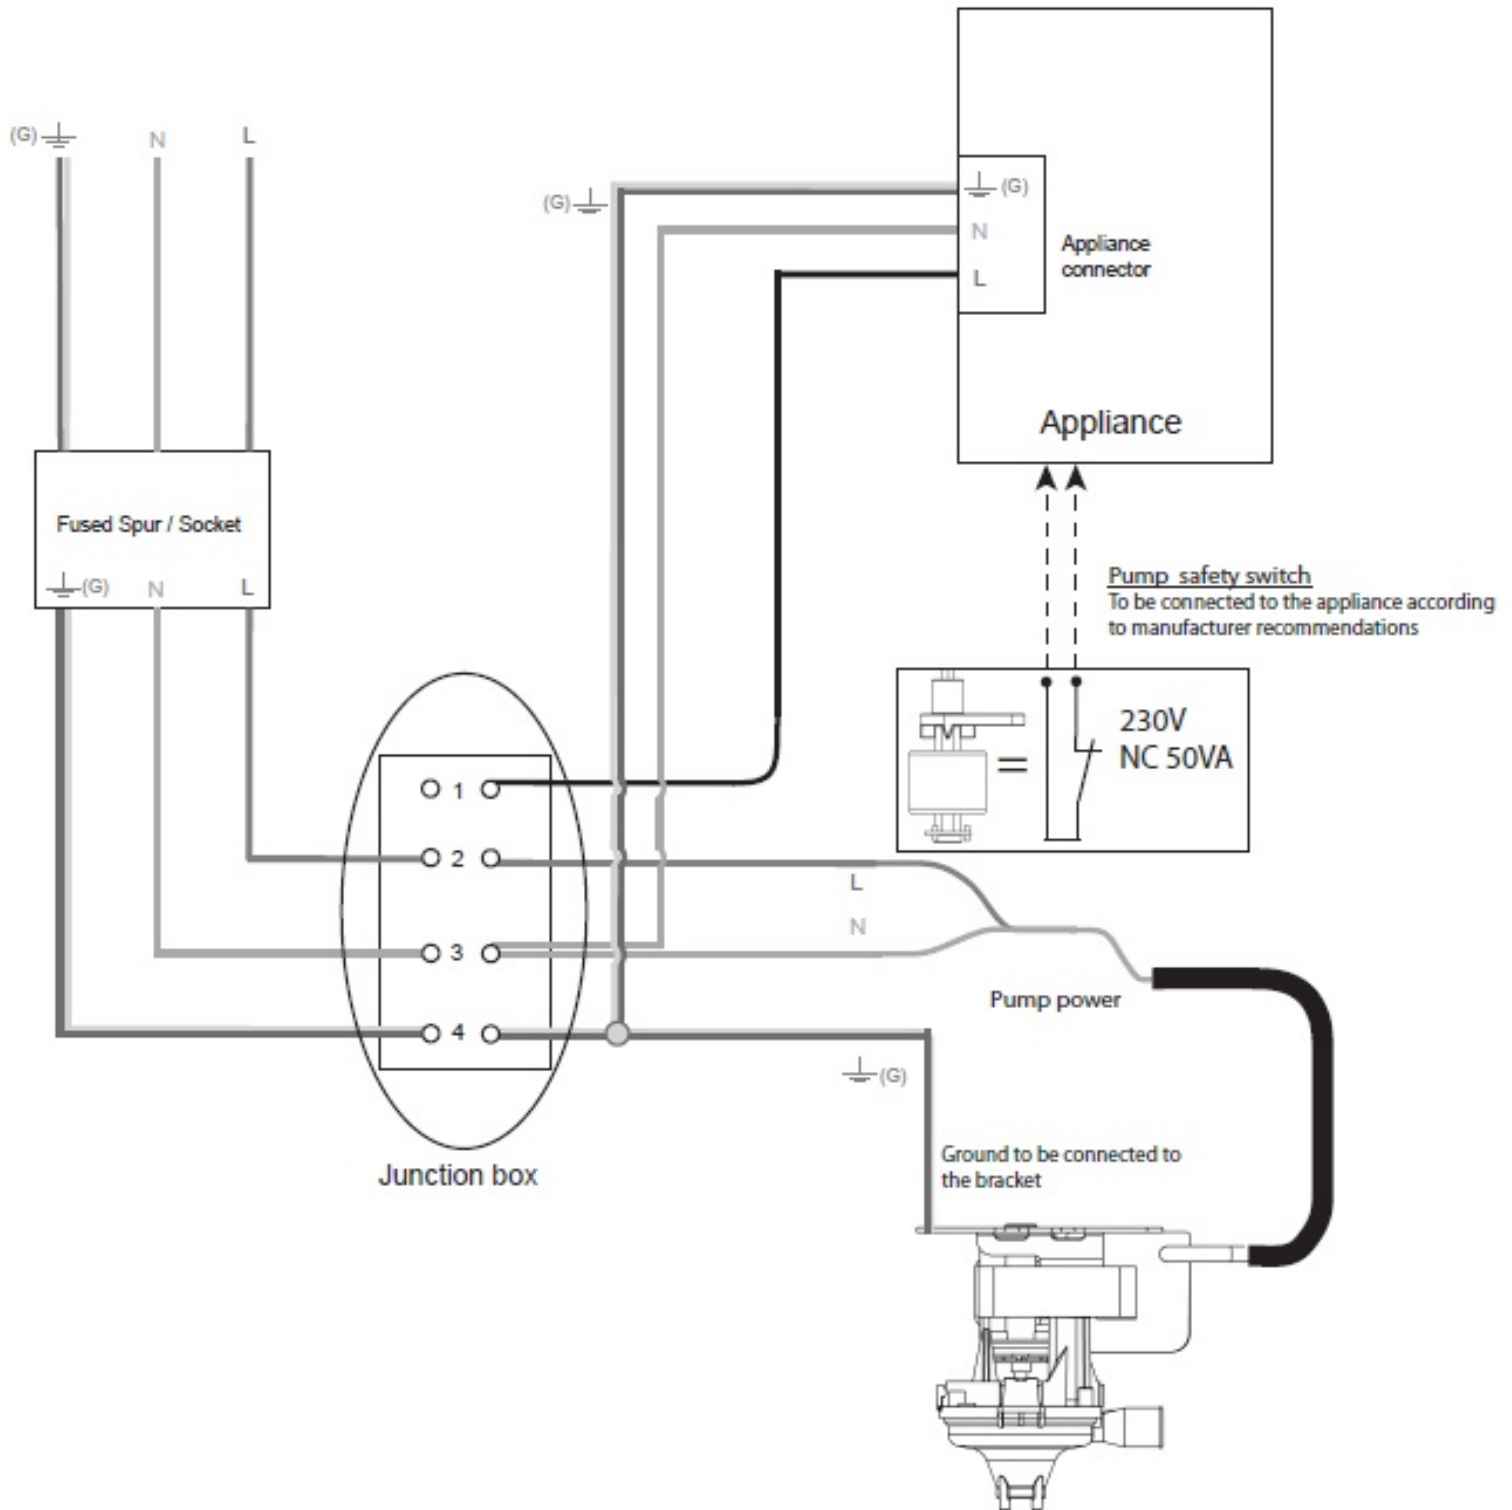 (G)
N
L
(G)
(G)
N
L
Appliance
connector
Appliance
Fused Spur / Socket
(G)
N
L
Pump safety switch
To be connected to the appliance according
to manufacturer recommendations
230V
NC 50VA
=
1
2
3
4
L
N
Pump power
(G)
Junction box
Ground to be connected to
the bracket